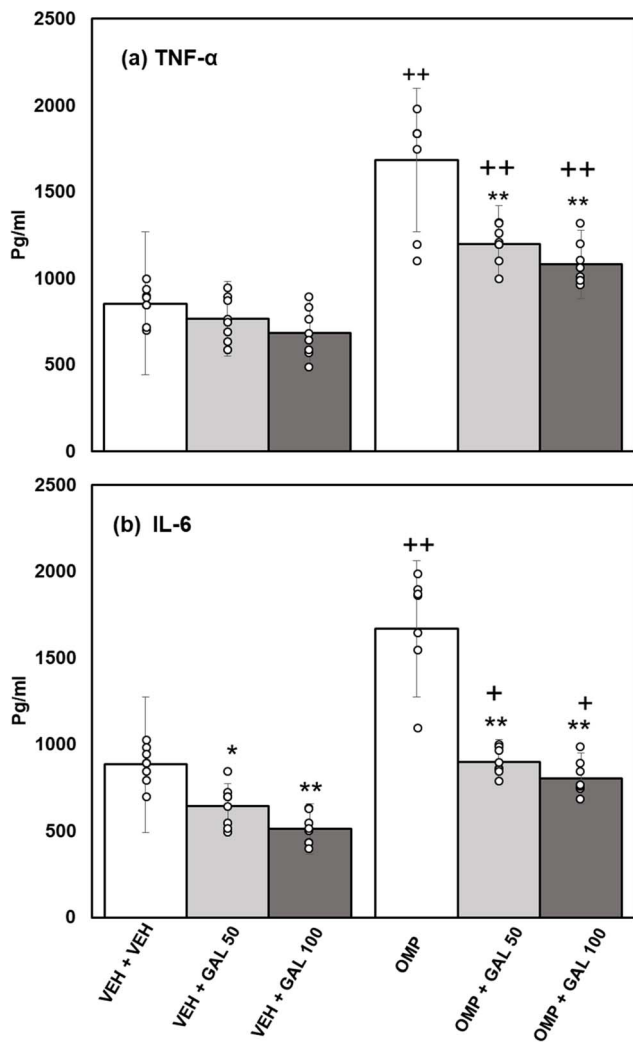 2500
(a) TNF-α
++
2000
++ ++
1500
** **
Pg/ml
1000
500
0
2500
(b) IL-6
++
2000
1500
+ +
** **
Pg/ml
1000
*
**
500
0
VEH + VEH
VEH + GAL 50
VEH + GAL 100
OMP
OMP + GAL 50
OMP + GAL 100